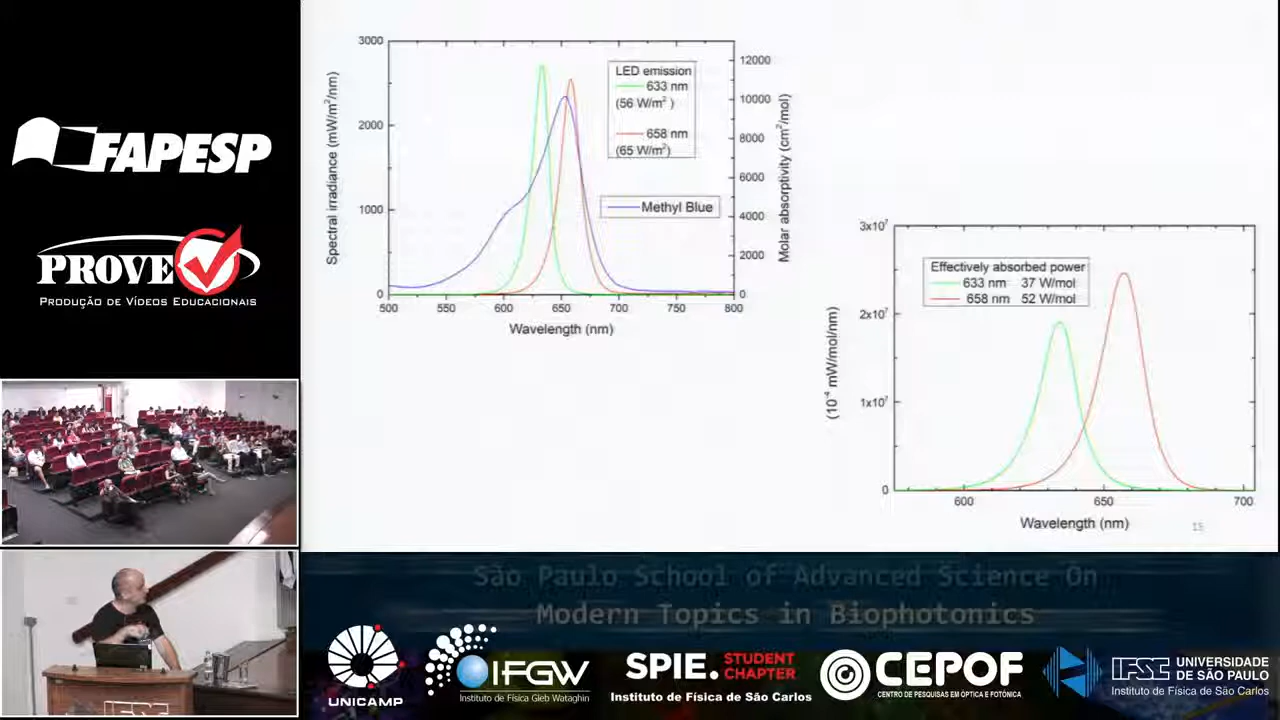 FAPESP
PROVE
PRODUÇÃO DE VÍDEOS EDUCACIONAIS
3000
2000
1000
0
Spectral irradiance (mW/m²/nm)
500
550
600
650
700
750
800
Wavelength (nm)
LED emission
633 nm
(56 W/m² )
658 nm
(65 W/m²)
Methyl Blue
12000
10000
8000
6000
4000
2000
0
Molar absorptivity (cm²/mol)
3x10⁷
2x10⁷
1x10⁷
0
(10⁻⁴ mW/mol/nm)
Effectively absorbed power
633 nm 37 W/mol
658 nm 52 W/mol
600
650
700
Wavelength (nm)
15
São Paulo School of Advanced Science On
Modern Topics in Biophotonics
UNICAMP
IFGW
Instituto de Física Gleb Wataghin
SPIE. STUDENT CHAPTER
Instituto de Física de São Carlos
CEPOF
CENTRO DE PESQUISAS EM ÓPTICA E FOTÔNICA
IFSC UNIVERSIDADE DE SÃO PAULO
Instituto de Física de São Carlos